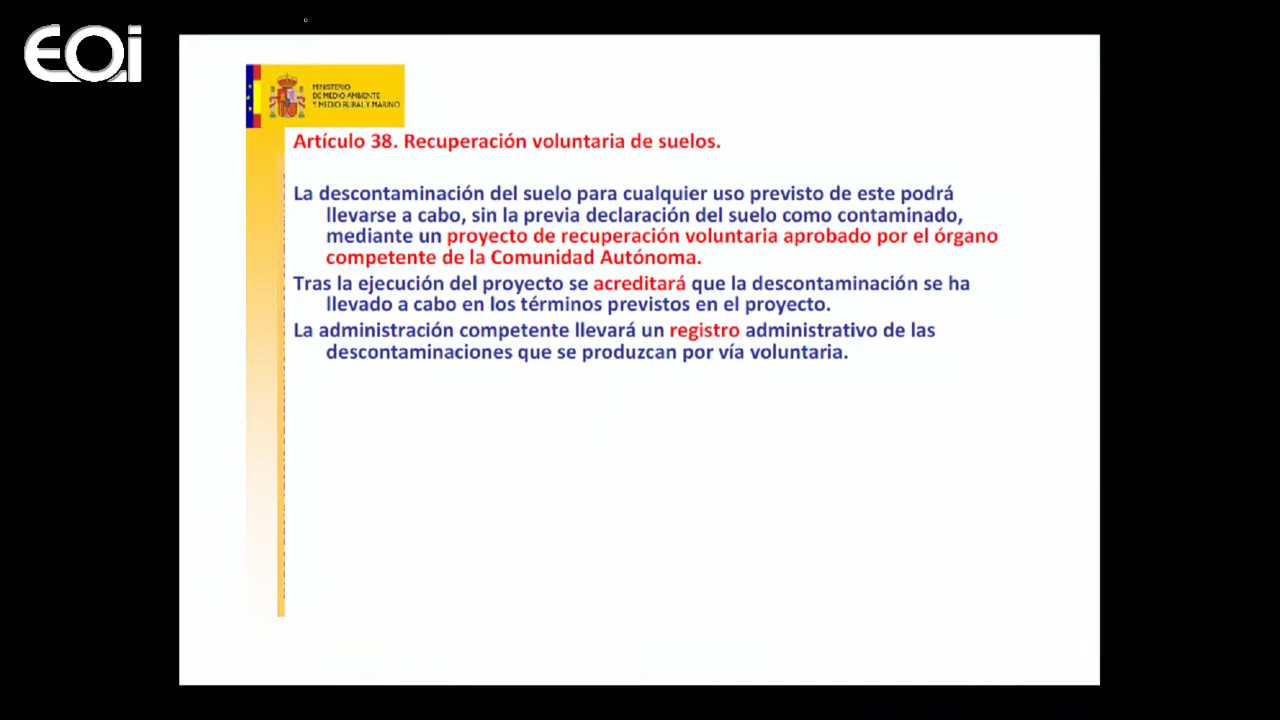 EOi
MINISTERIO
DE MEDIO AMBIENTE
Y MEDIO RURAL Y MARINO
Artículo 38. Recuperación voluntaria de suelos.
La descontaminación del suelo para cualquier uso previsto de este podrá
llevarse a cabo, sin la previa declaración del suelo como contaminado,
mediante un proyecto de recuperación voluntaria aprobado por el órgano
competente de la Comunidad Autónoma.
Tras la ejecución del proyecto se acreditará que la descontaminación se ha
llevado a cabo en los términos previstos en el proyecto.
La administración competente llevará un registro administrativo de las
descontaminaciones que se produzcan por vía voluntaria.